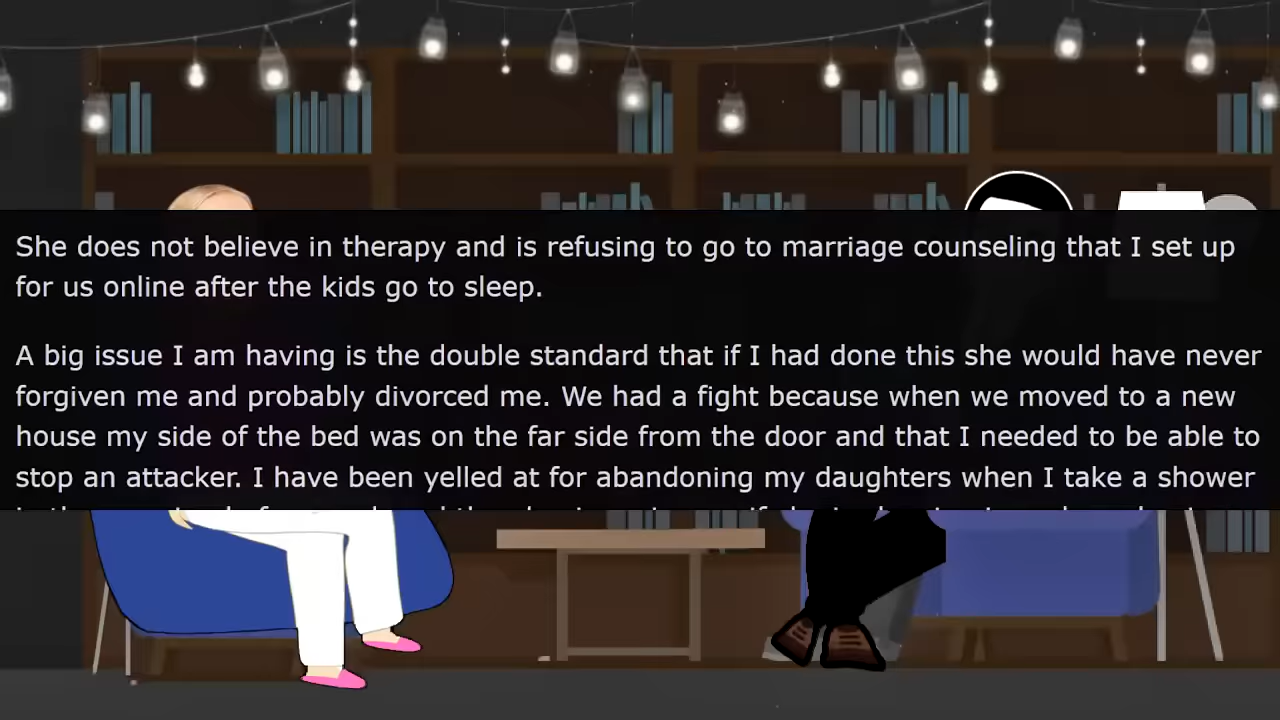 She does not believe in therapy and is refusing to go to marriage counseling that I set up
for us online after the kids go to sleep.
A big issue I am having is the double standard that if I had done this she would have never
forgiven me and probably divorced me. We had a fight because when we moved to a new
house my side of the bed was on the far side from the door and that I needed to be able to
stop an attacker. I have been yelled at for abandoning my daughters when I take a shower